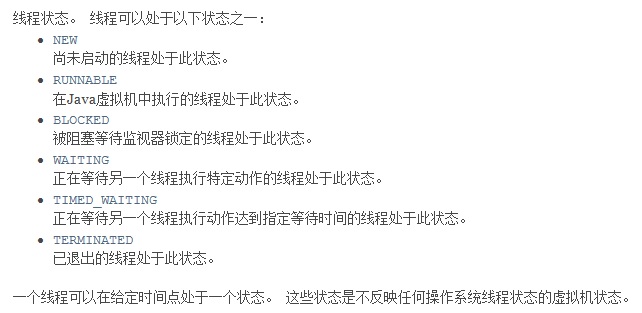 线程状态。 线程可以处于以下状态之一:
• NEW
尚未启动的线程处于此状态。
• RUNNABLE
在Java虚拟机中执行的线程处于此状态。
• BLOCKED
被阻塞等待监视器锁定的线程处于此状态。
• WAITING
正在等待另一个线程执行特定动作的线程处于此状态。
• TIMED_WAITING
正在等待另一个线程执行动作达到指定等待时间的线程处于此状态。
• TERMINATED
已退出的线程处于此状态。
一个线程可以在给定时间点处于一个状态。 这些状态是不反映任何操作系统线程状态的虚拟机状态。